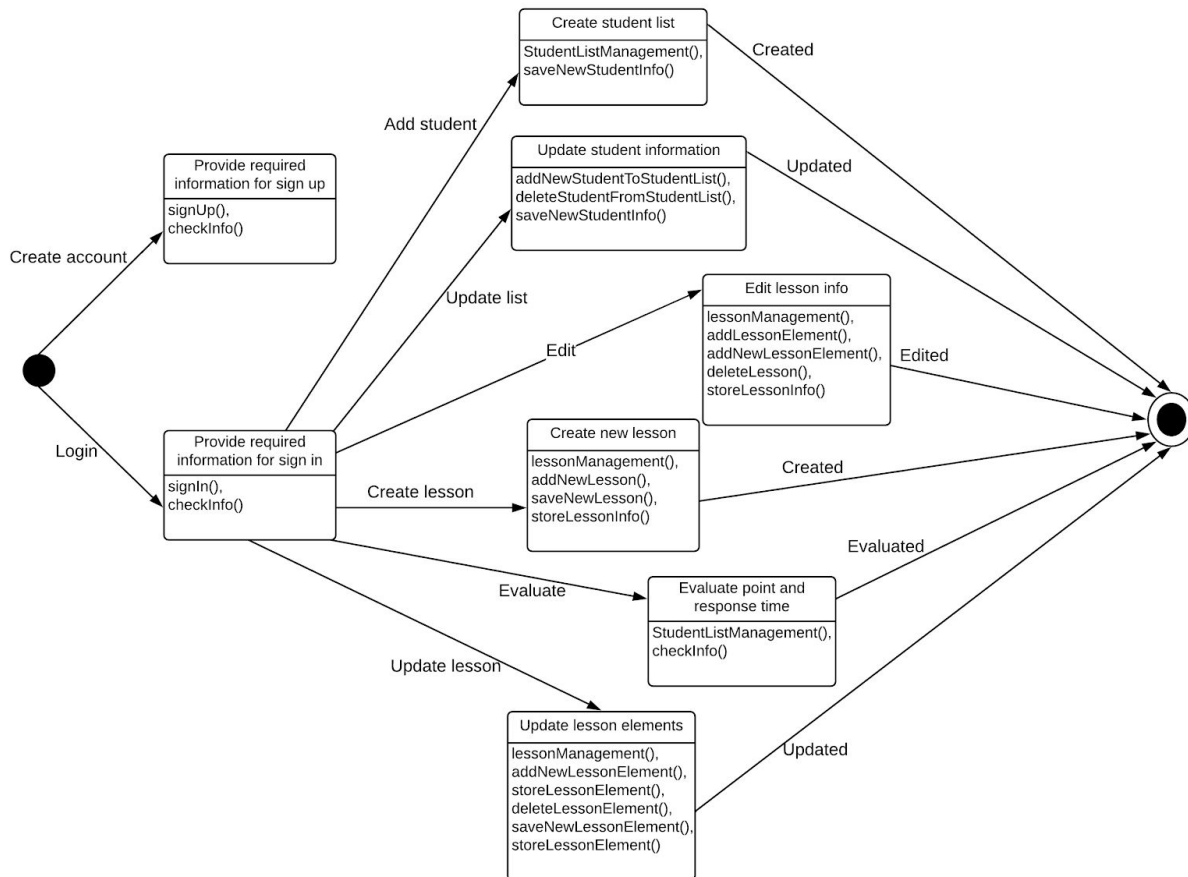 Create student list
StudentListManagement(),
saveNewStudentInfo()
Created
Add student
Update student information
addNewStudentToStudentList(),
deleteStudentFromStudentList(),
saveNewStudentInfo()
Updated
Provide required
information for sign up
signUp(),
checkInfo()
Create account
Update list
Edit lesson info
lessonManagement(),
addLessonElement(),
addNewLessonElement(),
deleteLesson(),
storeLessonInfo()
Edit
Edited
Login
Provide required
information for sign in
signIn(),
checkInfo()
Create new lesson
lessonManagement(),
addNewLesson(),
saveNewLesson(),
storeLessonInfo()
Create lesson
Created
Evaluate
Evaluate point and
response time
StudentListManagement(),
checkInfo()
Evaluated
Update lesson
Update lesson elements
lessonManagement(),
addNewLessonElement(),
storeLessonElement(),
deleteLessonElement(),
saveNewLessonElement(),
storeLessonElement()
Updated